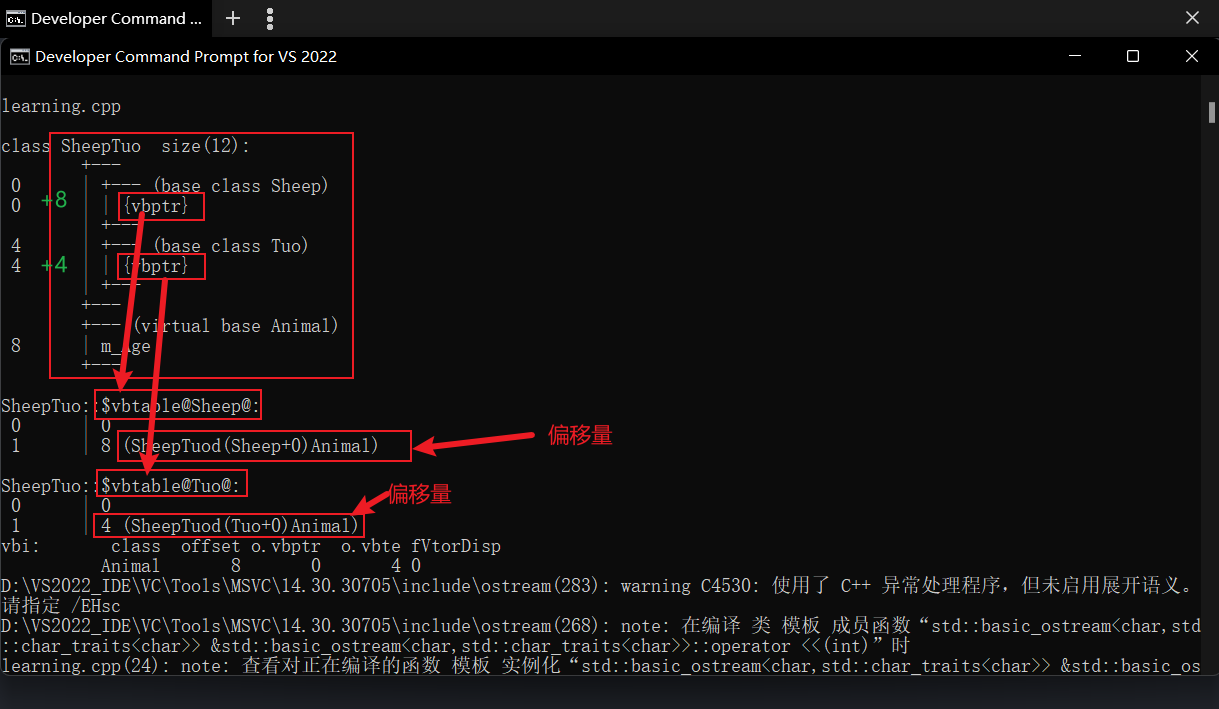 Developer Command ...
Developer Command Prompt for VS 2022
learning.cpp
class SheepTuo size(12):
+---
0 | +--- (base class Sheep)
0 +8 | | {vbptr}
| +---
4 | +--- (base class Tuo)
4 +4 | | {vbptr}
| +---
+---
+--- (virtual base Animal)
8 | m_Age
+---
SheepTuo::$vbtable@Sheep@:
0 | 0
1 | 8 (SheepTuod(Sheep+0)Animal)
偏移量
SheepTuo::$vbtable@Tuo@:
偏移量
0 | 0
1 | 4 (SheepTuod(Tuo+0)Animal)
vbi: class offset o.vbptr o.vbte fVtorDisp
Animal 8 0 4 0
D:\VS2022_IDE\VC\Tools\MSVC\14.30.30705\include\ostream(283): warning C4530: 使用了 C++ 异常处理程序，但未启用展开语义。
请指定 /EHsc
D:\VS2022_IDE\VC\Tools\MSVC\14.30.30705\include\ostream(268): note: 在编译 类 模板 成员函数“std::basic_ostream<char,std
::char_traits<char>> &std::basic_ostream<char,std::char_traits<char>>::operator <<(int)”时
learning.cpp(24): note: 查看对正在编译的函数 模板 实例化“std::basic_ostream<char,std::char_traits<char>> &std::basic_os